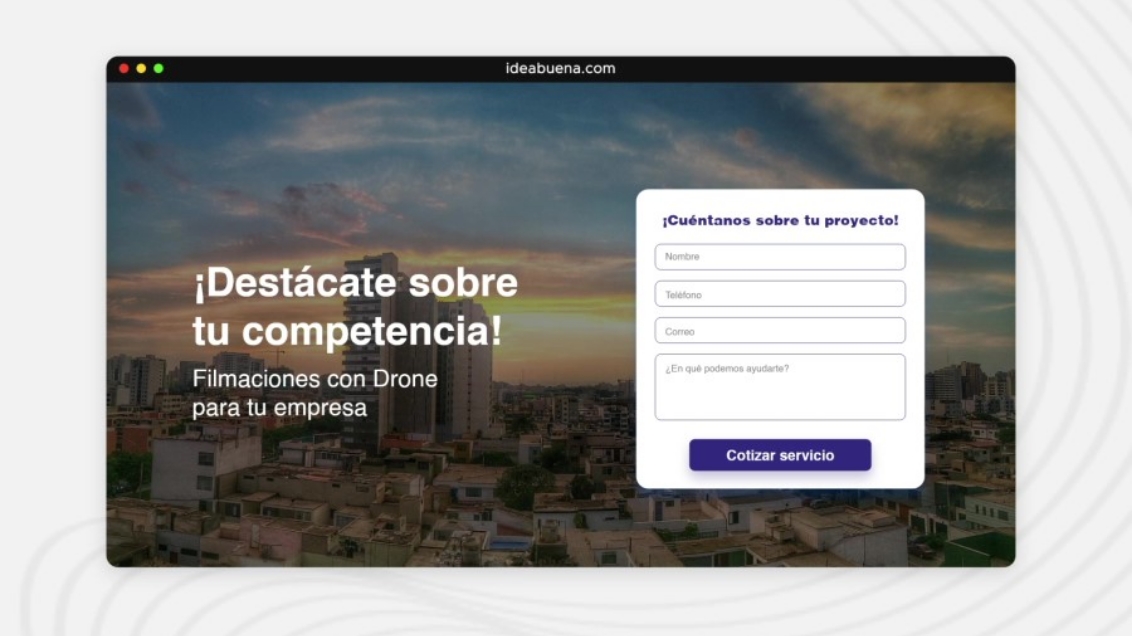 ideabuena.com
¡Destácate sobre
tu competencia!
Filmaciones con Drone
para tu empresa
¡Cuéntanos sobre tu proyecto!
Nombre
Teléfono
Correo
¿En qué podemos ayudarte?
Cotizar servicio